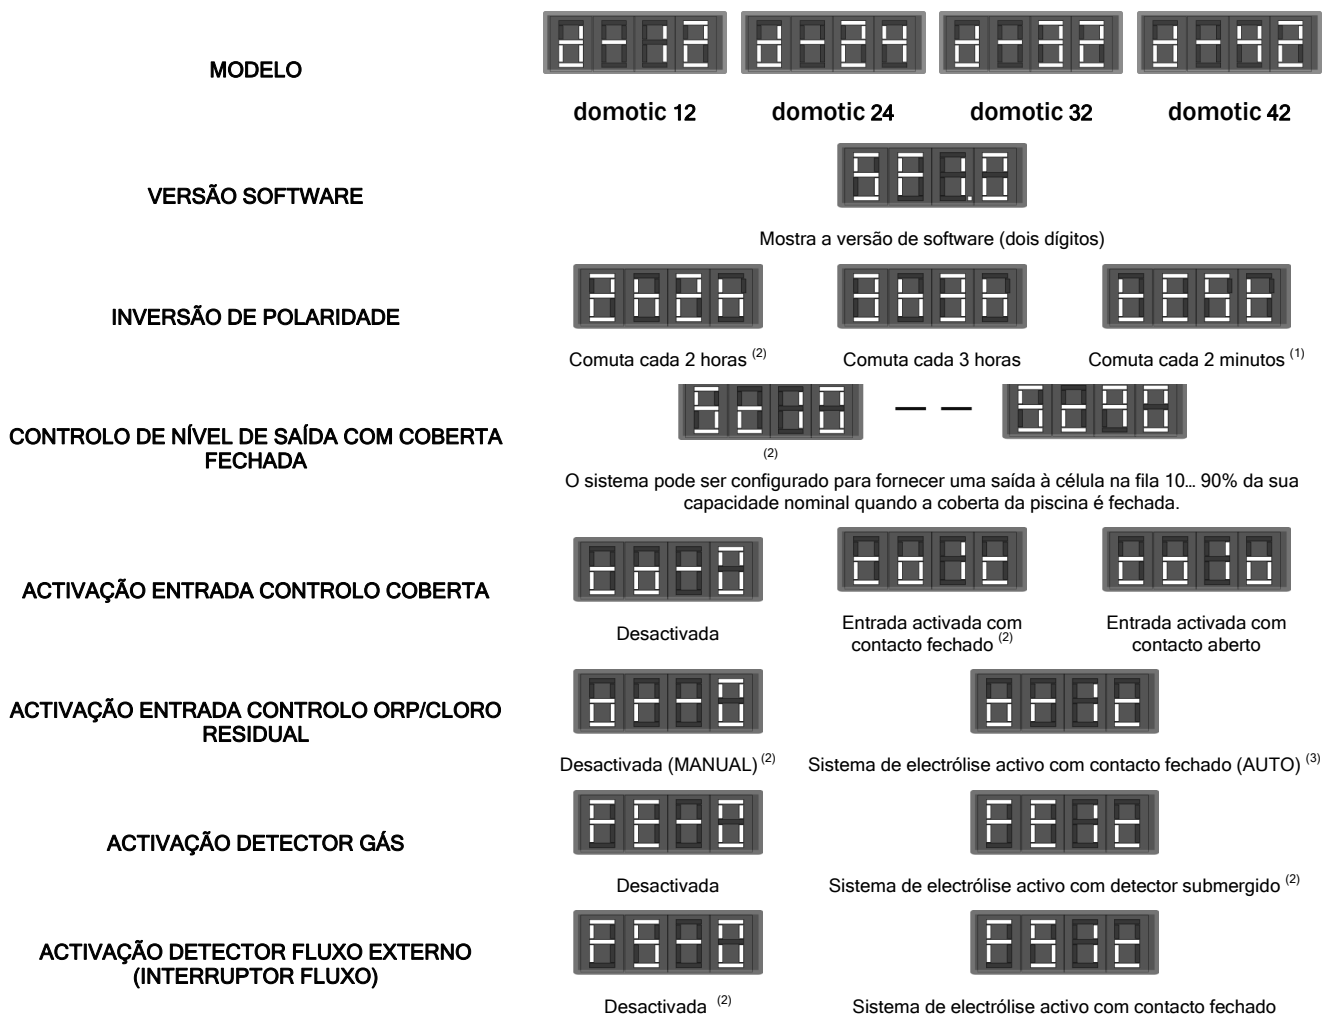 MODELO
d-12 d-24 d-32 d-42
domotic 12 domotic 24 domotic 32 domotic 42
VERSÃO SOFTWARE
Mostra a versão de software (dois dígitos)
INVERSÃO DE POLARIDADE
Comuta cada 2 horas (2) Comuta cada 3 horas Comuta cada 2 minutos (1)
CONTROLO DE NÍVEL DE SAÍDA COM COBERTA
FECHADA
(2)
O sistema pode ser configurado para fornecer uma saída à célula na fila 10... 90% da sua
capacidade nominal quando a coberta da piscina é fechada.
ACTIVAÇÃO ENTRADA CONTROLO COBERTA
Desactivada
Entrada activada com
contacto fechado (2)
Entrada activada com
contacto aberto
ACTIVAÇÃO ENTRADA CONTROLO ORP/CLORO
RESIDUAL
Desactivada (MANUAL) (2) Sistema de electrólise activo com contacto fechado (AUTO) (3)
ACTIVAÇÃO DETECTOR GÁS
Desactivada Sistema de electrólise activo com detector submergido (2)
ACTIVAÇÃO DETECTOR FLUXO EXTERNO
(INTERRUPTOR FLUXO)
Desactivada (2) Sistema de electrólise activo com contacto fechado